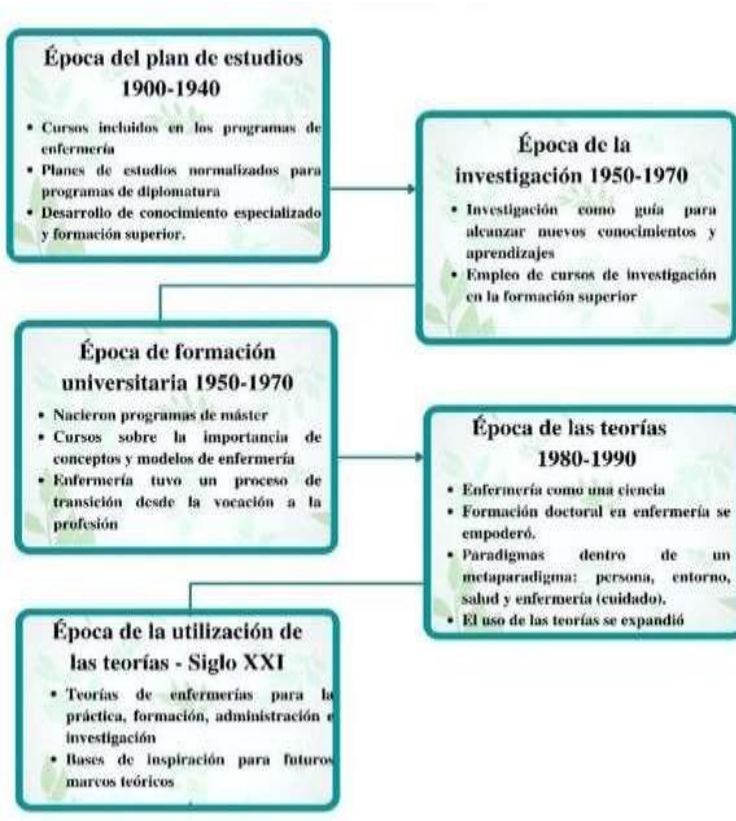 Época del plan de estudios
1900-1940
• Cursos incluidos en los programas de
enfermería
• Planes de estudios normalizados para
programas de diplomatura
• Desarrollo de conocimiento especializado
y formación superior.
Época de la
investigación 1950-1970
• Investigación como guía para
alcanzar nuevos conocimientos y
aprendizajes
• Empleo de cursos de investigación
en la formación superior
Época de formación
universitaria 1950-1970
• Nacieron programas de máster
• Cursos sobre la importancia de
conceptos y modelos de enfermería
• Enfermería tuvo un proceso de
transición desde la vocación a la
profesión
Época de las teorías
1980-1990
• Enfermería como una ciencia
• Formación doctoral en enfermería se
empoderó.
• Paradigmas dentro de un
metaparadigma: persona, entorno,
salud y enfermería (cuidado).
• El uso de las teorías se expandió
Época de la utilización de
las teorías - Siglo XXI
• Teorías de enfermerías para la
práctica, formación, administración e
investigación
• Bases de inspiración para futuros
marcos teóricos